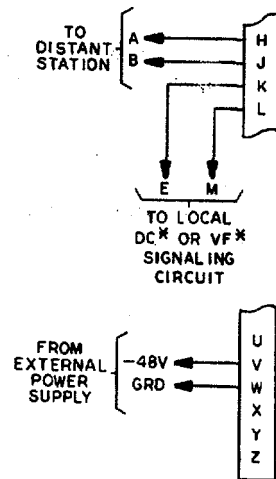 TO
DISTANT
STATION
A
B
H
J
K
L
E M
TO LOCAL
DC* OR VF*
SIGNALING
CIRCUIT
FROM
EXTERNAL
POWER
SUPPLY
-48V
GRD
U
V
W
X
Y
Z